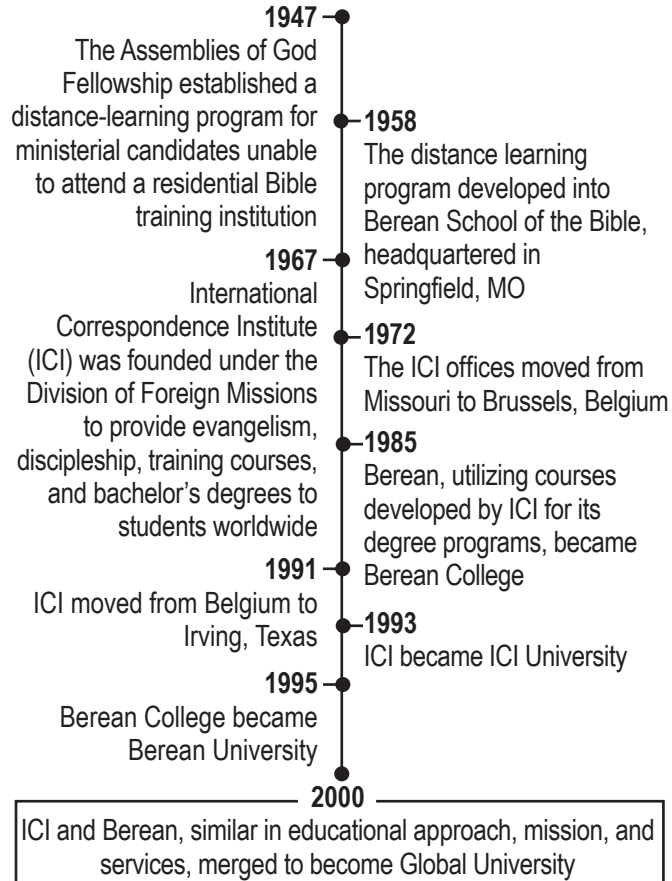 1947
The Assemblies of God
Fellowship established a
distance-learning program for
ministerial candidates unable
to attend a residential Bible
training institution
1958
The distance learning
program developed into
Berean School of the Bible,
headquartered in
Springfield, MO
1967
International
Correspondence Institute
(ICI) was founded under the
Division of Foreign Missions
to provide evangelism,
discipleship, training courses,
and bachelor’s degrees to
students worldwide
1972
The ICI offices moved from
Missouri to Brussels, Belgium
1985
Berean, utilizing courses
developed by ICI for its
degree programs, became
Berean College
1991
ICI moved from Belgium to
Irving, Texas
1993
ICI became ICI University
1995
Berean College became
Berean University
2000
ICI and Berean, similar in educational approach, mission, and
services, merged to become Global University